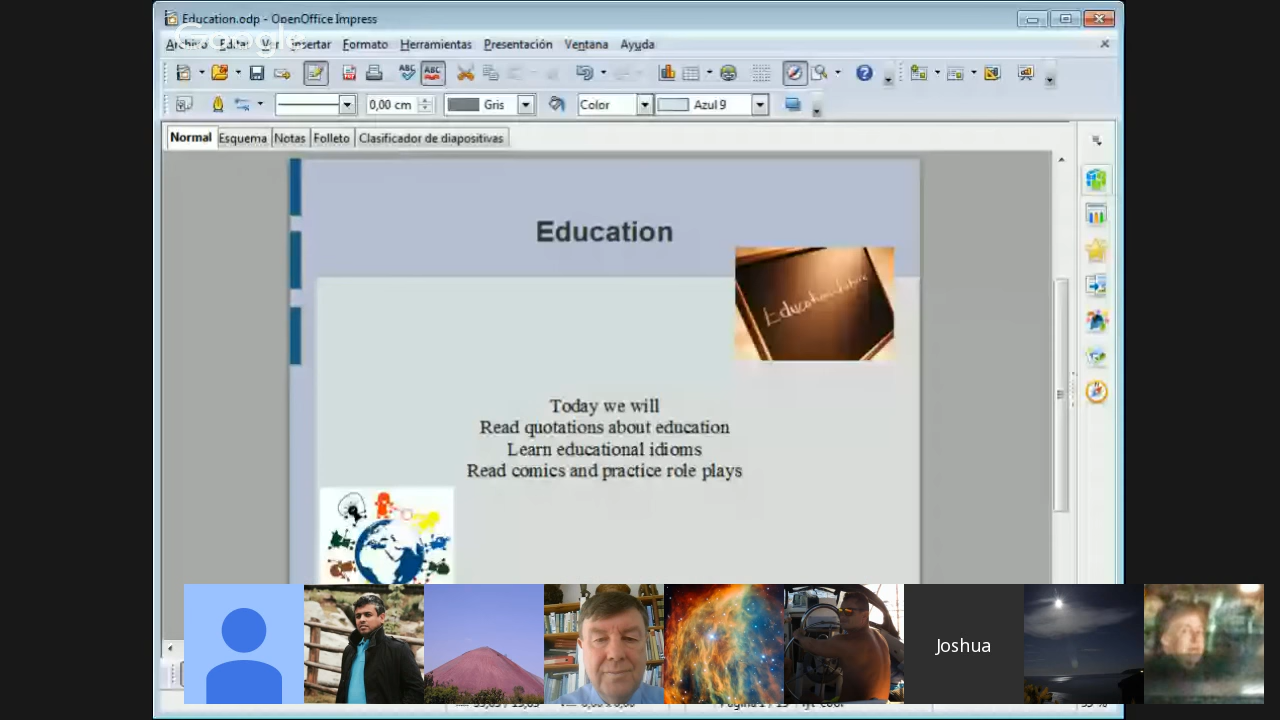 Education.odp - OpenOffice Impress
Google
Archivo Editar Ver Insertar Formato Herramientas Presentación Ventana Ayuda
0,00 cm Gris Color Azul 9
Normal Esquema Notas Folleto Clasificador de diapositivas
Education
Education
Today we will
Read quotations about education
Learn educational idioms
Read comics and practice role plays
Joshua